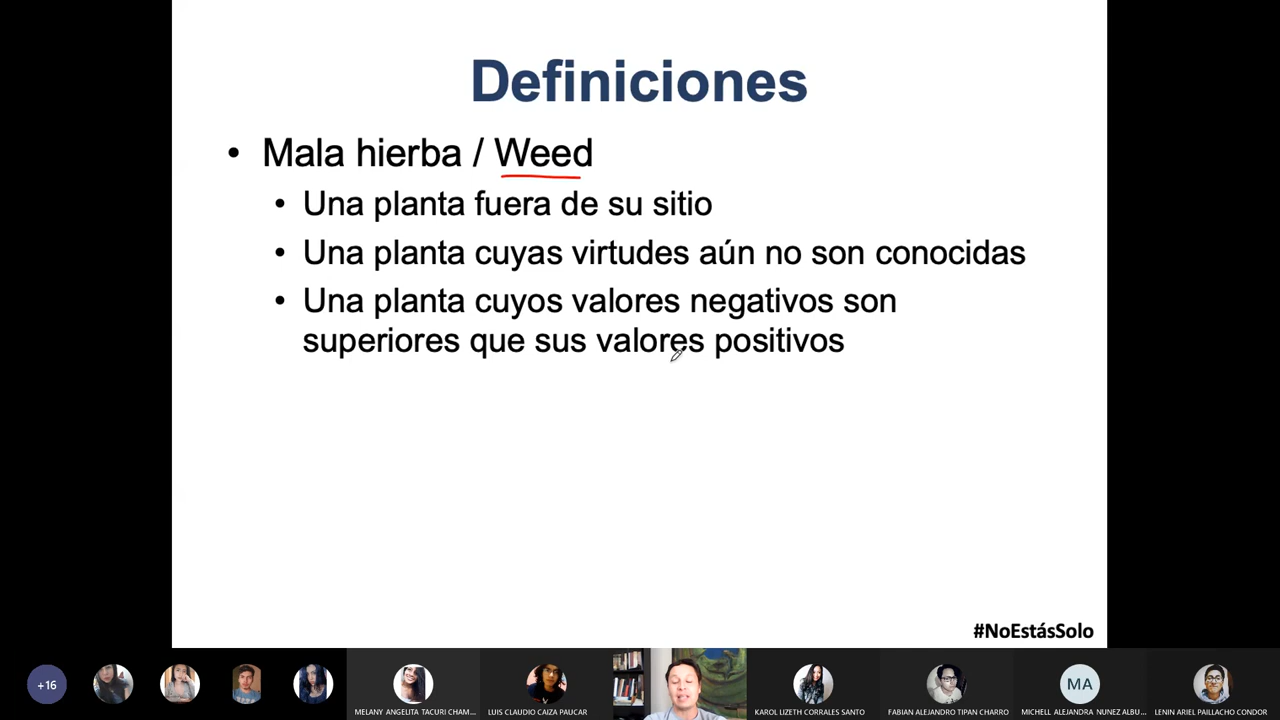 Definiciones
• Mala hierba / Weed
• Una planta fuera de su sitio
• Una planta cuyas virtudes aún no son conocidas
• Una planta cuyos valores negativos son
superiores que sus valores positivos
#NoEstásSolo
+16
MELANY ANGELITA TACURI CHAM...
LUIS CLAUDIO CAIZA PAUCAR
KAROL LIZETH CORRALES SANTO
FABIAN ALEJANDRO TIPAN CHARRO
MA
MICHELL ALEJANDRA NUNEZ ALBU...
LENIN ARIEL PAILLACHO CONDOR